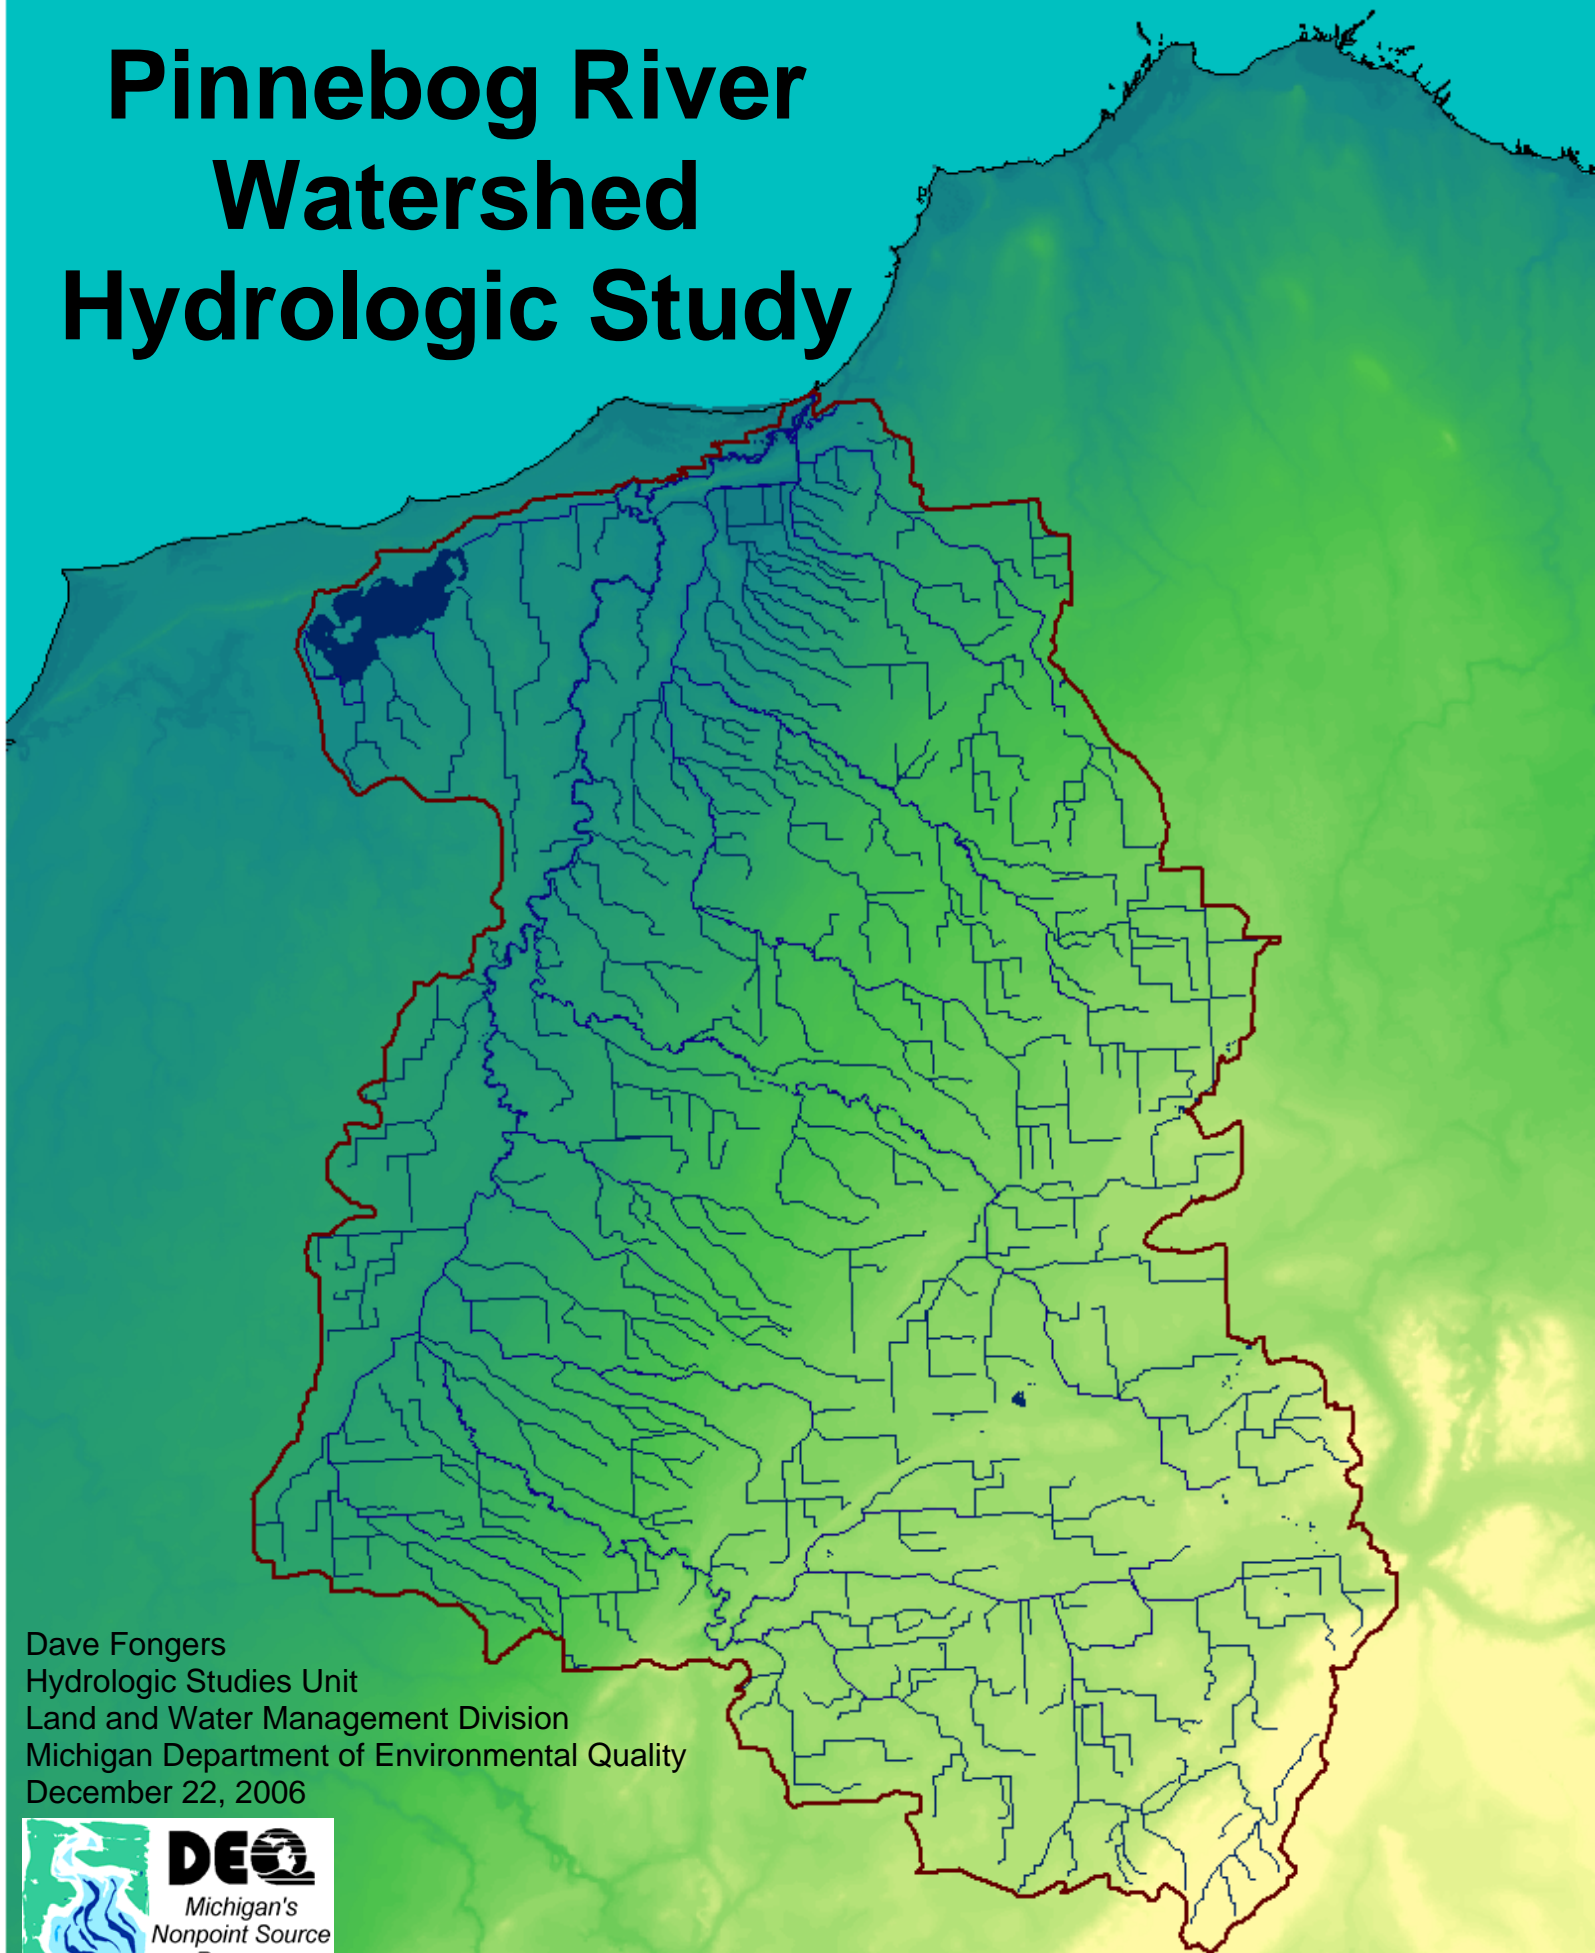 Pinnebog River
Watershed
Hydrologic Study
Dave Fongers
Hydrologic Studies Unit
Land and Water Management Division
Michigan Department of Environmental Quality
December 22, 2006
DEQ
Michigan's
Nonpoint Source